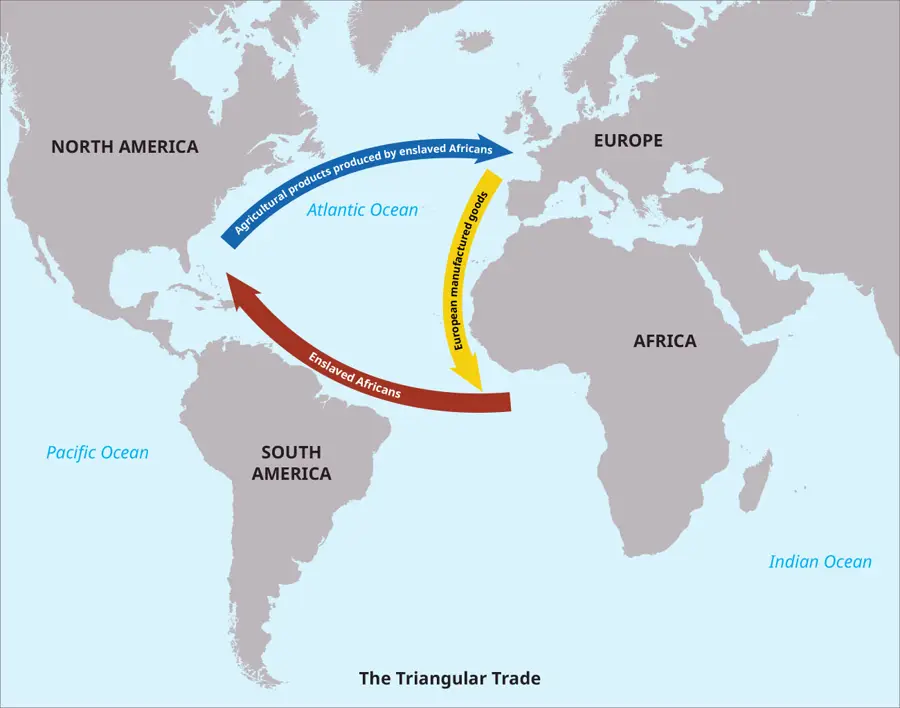 NORTH AMERICA
EUROPE
Agricultural products produced by enslaved Africans
Atlantic Ocean
European manufactured goods
AFRICA
Enslaved Africans
Pacific Ocean
SOUTH
AMERICA
Indian Ocean
The Triangular Trade